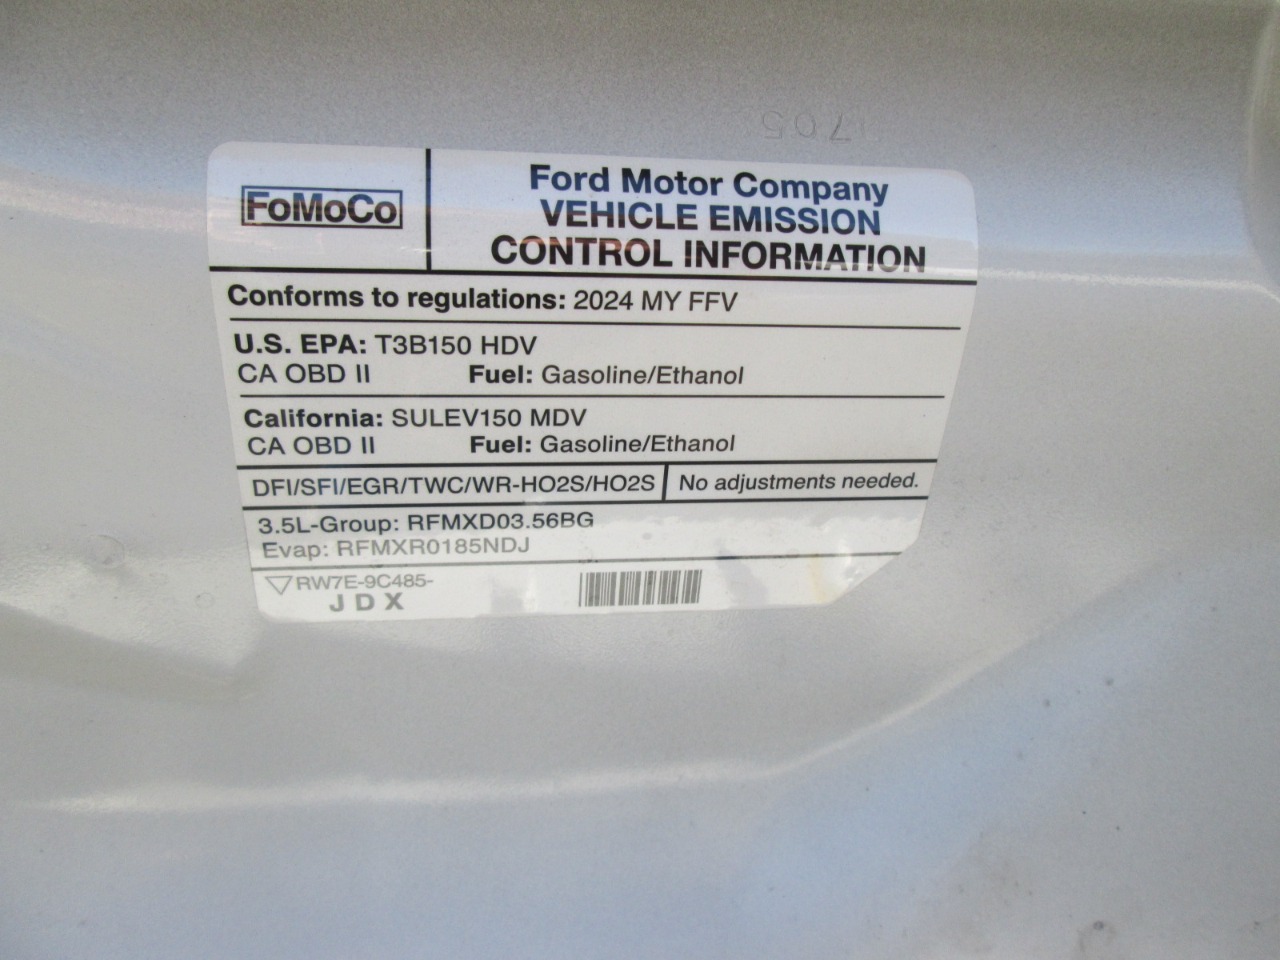 1705
FoMoCo
Ford Motor Company
VEHICLE EMISSION
CONTROL INFORMATION
Conforms to regulations: 2024 MY FFV
U.S. EPA: T3B150 HDV
CA OBD II Fuel: Gasoline/Ethanol
California: SULEV150 MDV
CA OBD II Fuel: Gasoline/Ethanol
DFI/SFI/EGR/TWC/WR-HO2S/HO2S No adjustments needed.
3.5L-Group: RFMXD03.56BG
Evap: RFMXR0185NDJ
RW7E-9C485-
JDX